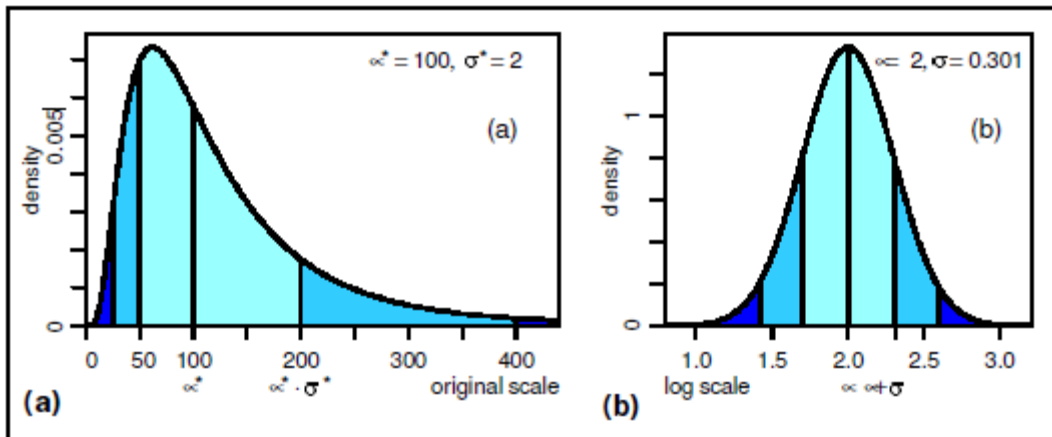 ∝* = 100, σ* = 2
(a)
density
0.005
0
0 50 100 200 300 400
∝* ∝* · σ* original scale
(a)
∝= 2, σ= 0.301
(b)
density
1
0
1.0 1.5 2.0 2.5 3.0
log scale ∝ ∝+σ
(b)